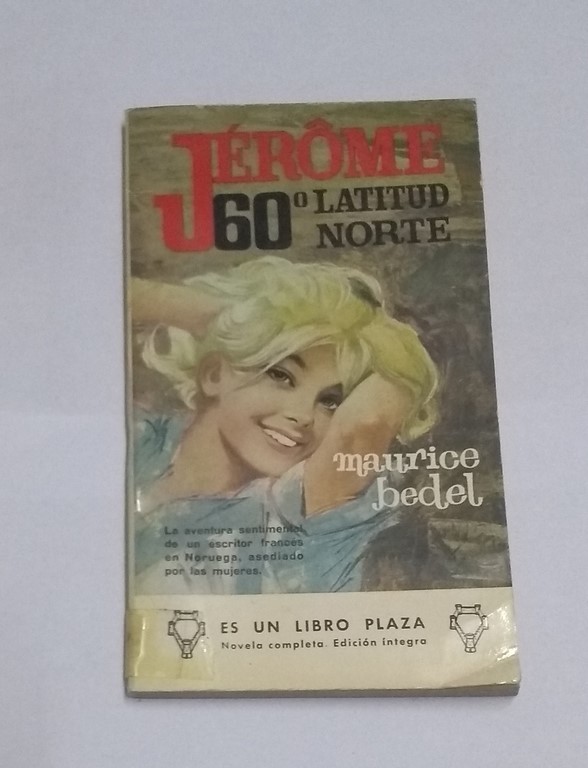 JÉRÔME
60º LATITUD
NORTE
maurice
bedel
La aventura sentimental
de un escritor francés
en Noruega, asediado
por las mujeres.
ES UN LIBRO PLAZA
Novela completa. Edición íntegra